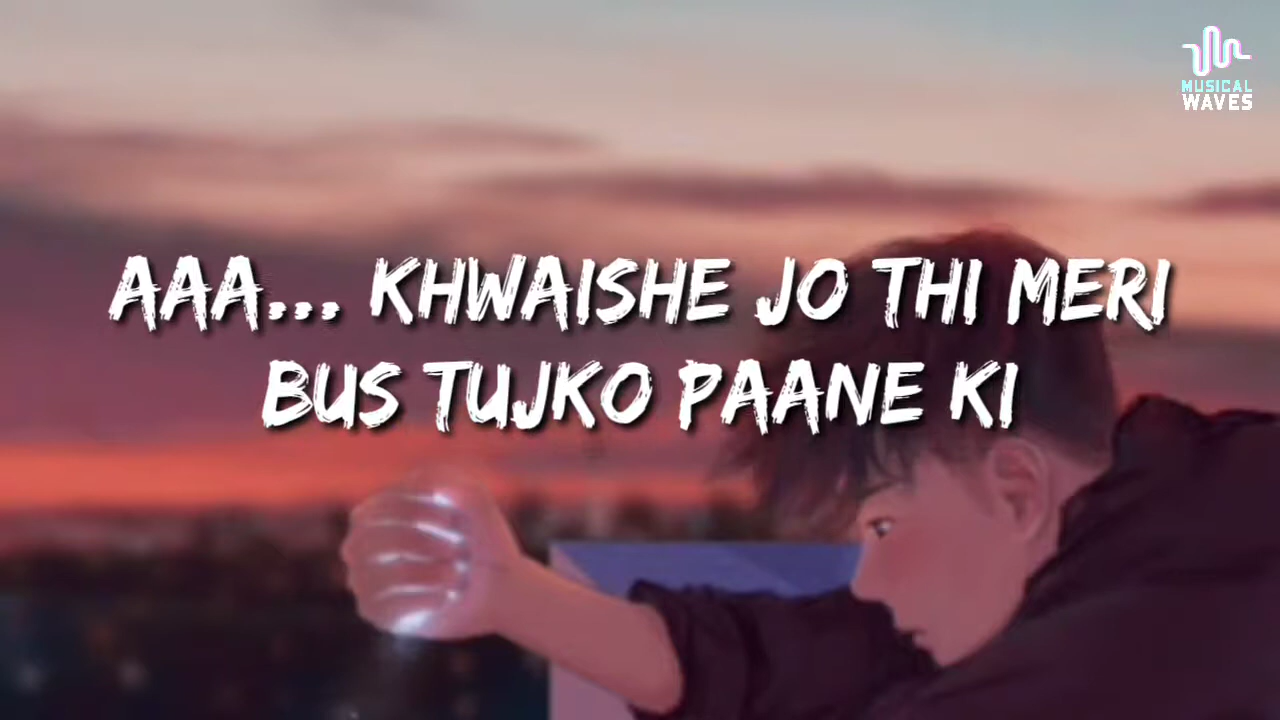 MUSICAL
WAVES
AAA... KHWAISHE JO THI MERI
BUS TUJKO PAANE KI